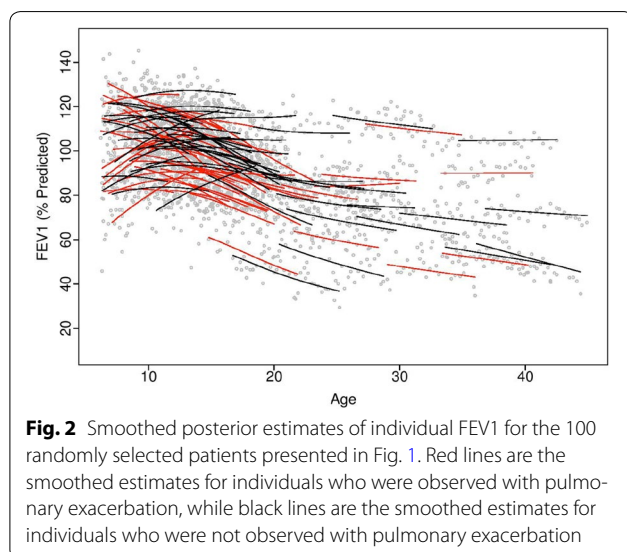 140
120
100
80
60
40
20
FEV1 (% Predicted)
10
20
30
40
Age
Fig. 2 Smoothed posterior estimates of individual FEV1 for the 100
randomly selected patients presented in Fig. 1. Red lines are the
smoothed estimates for individuals who were observed with pulmo-
nary exacerbation, while black lines are the smoothed estimates for
individuals who were not observed with pulmonary exacerbation